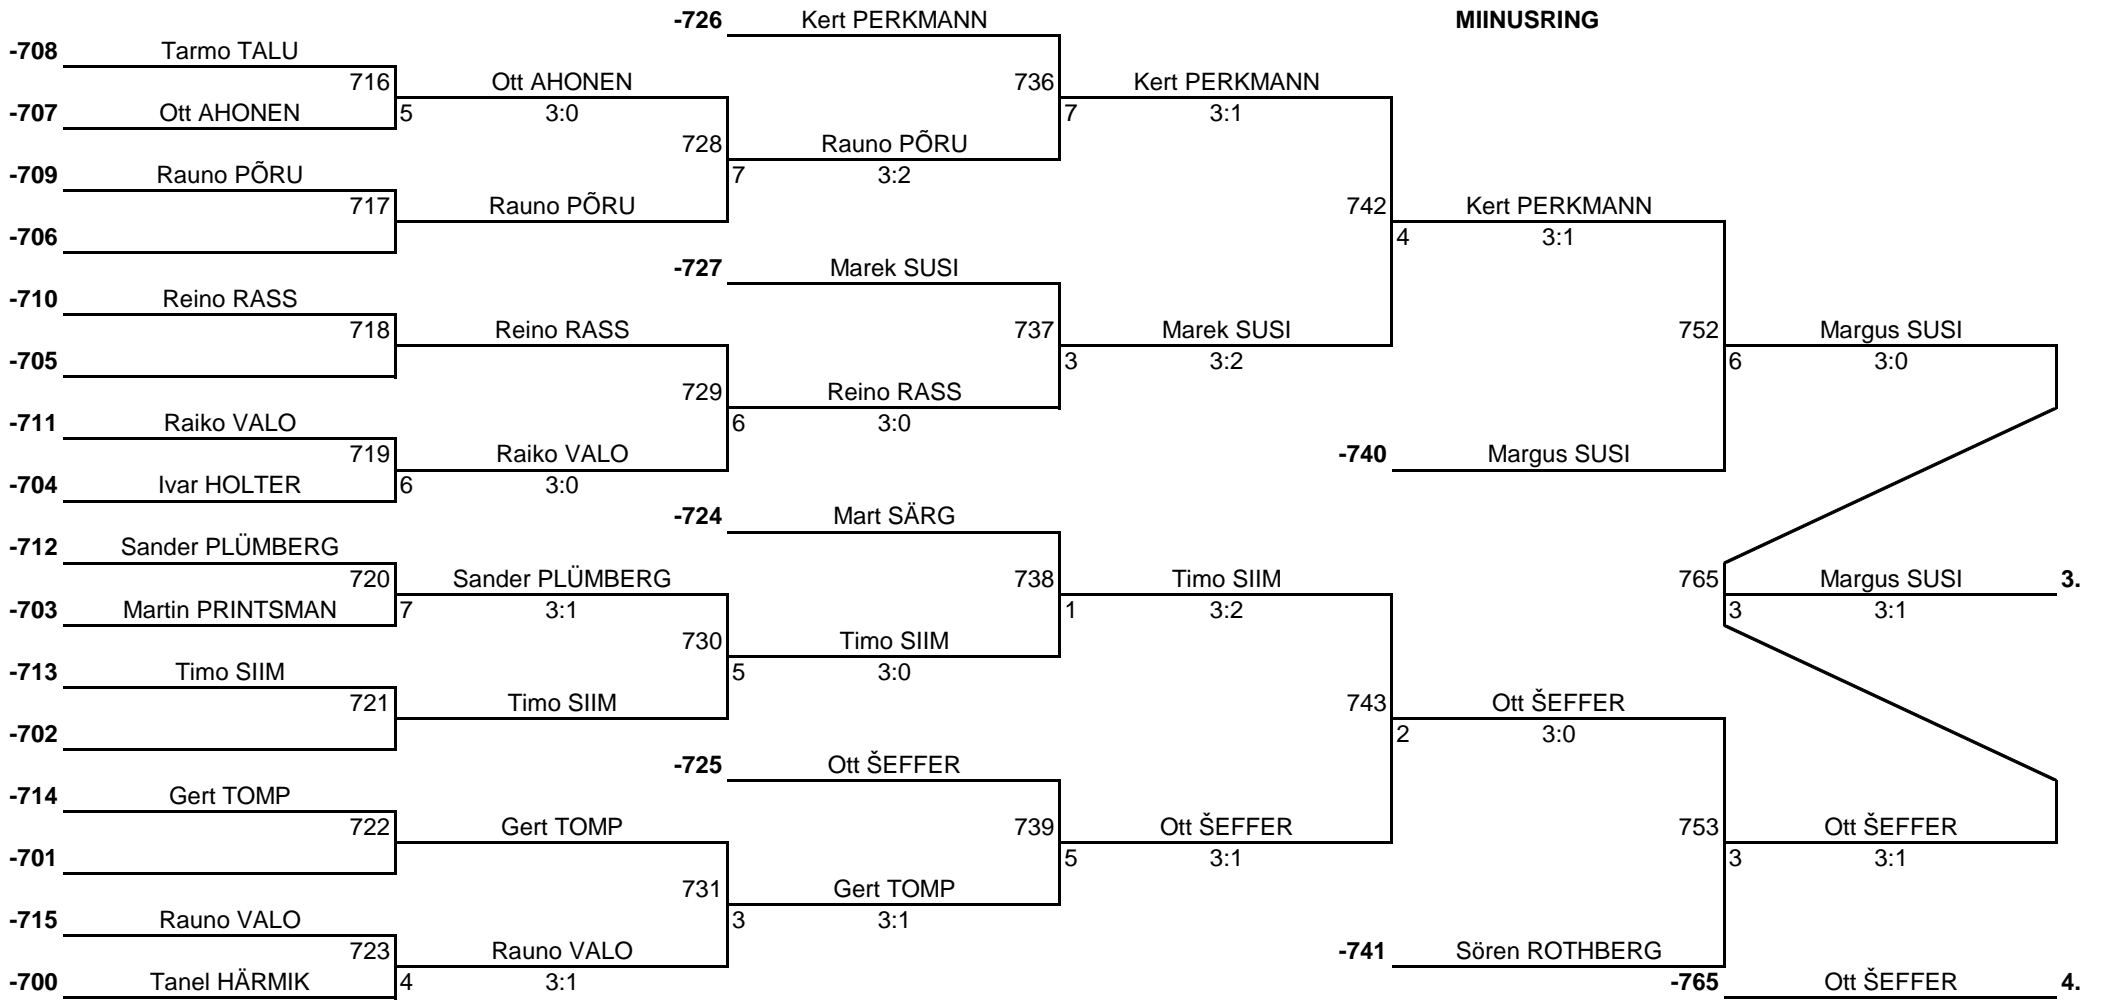 -726 Kert PERKMANN MIINUSRING
-708 Tarmo TALU
716 Ott AHONEN 736 Kert PERKMANN
-707 Ott AHONEN 5 3:0 7 3:1
728 Rauno PÕRU
-709 Rauno PÕRU 7 3:2
717 Rauno PÕRU 742 Kert PERKMANN
-706 4 3:1
-727 Marek SUSI
-710 Reino RASS
718 Reino RASS 737 Marek SUSI 752 Margus SUSI
-705 3 3:2 6 3:0
729 Reino RASS
-711 Raiko VALO 6 3:0
719 Raiko VALO -740 Margus SUSI
-704 Ivar HOLTER 6 3:0
-724 Mart SÄRG
-712 Sander PLÜMBERG
720 Sander PLÜMBERG 738 Timo SIIM 765 Margus SUSI 3.
-703 Martin PRINTSMAN 7 3:1 1 3:2 3 3:1
730 Timo SIIM
-713 Timo SIIM 5 3:0
721 Timo SIIM 743 Ott ŠEFFER
-702 2 3:0
-725 Ott ŠEFFER
-714 Gert TOMP
722 Gert TOMP 739 Ott ŠEFFER 753 Ott ŠEFFER
-701 5 3:1 3 3:1
731 Gert TOMP
-715 Rauno VALO 3 3:1
723 Rauno VALO -741 Sören ROTHBERG
-700 Tanel HÄRMIK 4 3:1 -765 Ott ŠEFFER 4.